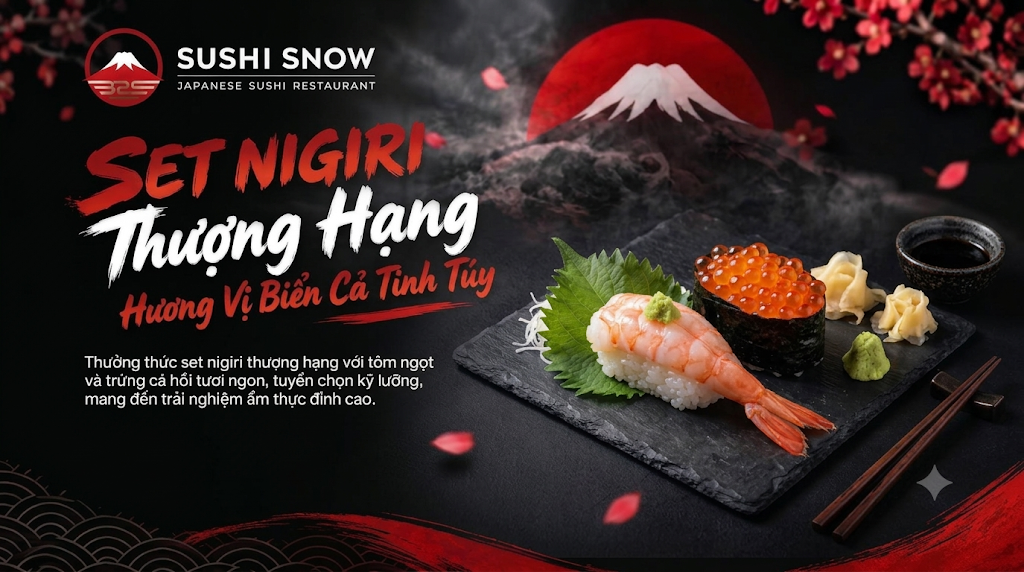 SUSHI SNOW
JAPANESE SUSHI RESTAURANT
SET NIGIRI
Thượng Hạng
Hương Vị Biển Cả Tinh Túy
Thưởng thức set nigiri thượng hạng với tôm ngọt
và trứng cá hồi tươi ngon, tuyển chọn kỹ lưỡng,
mang đến trải nghiệm ẩm thực đỉnh cao.